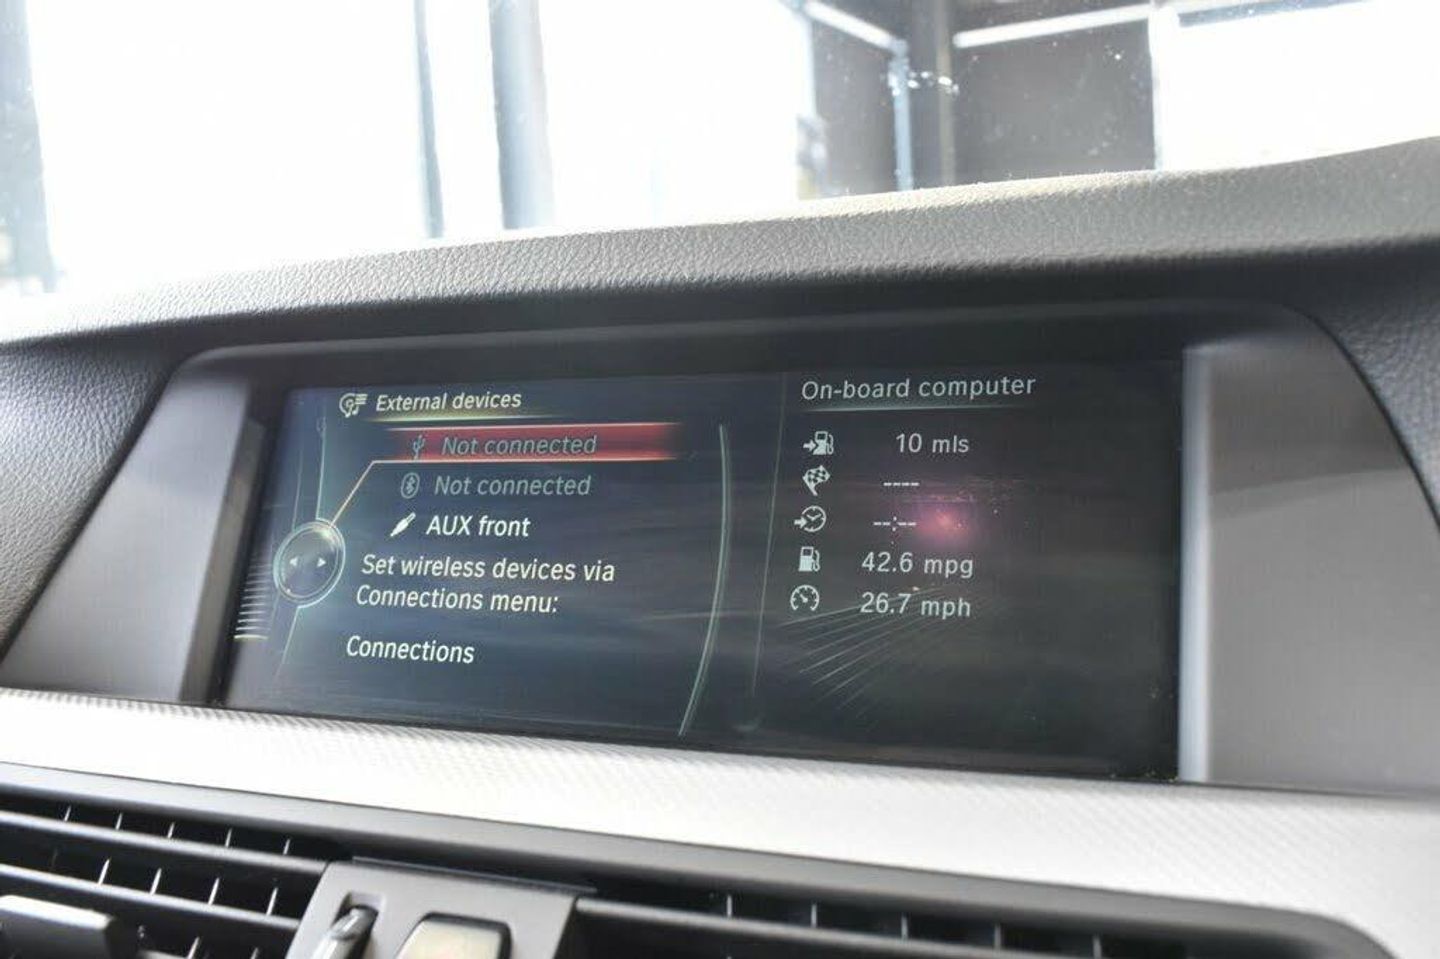 External devices
Not connected
Not connected
AUX front
Set wireless devices via
Connections menu:
Connections
On-board computer
10 mls
----
--:--
42.6 mpg
26.7 mph